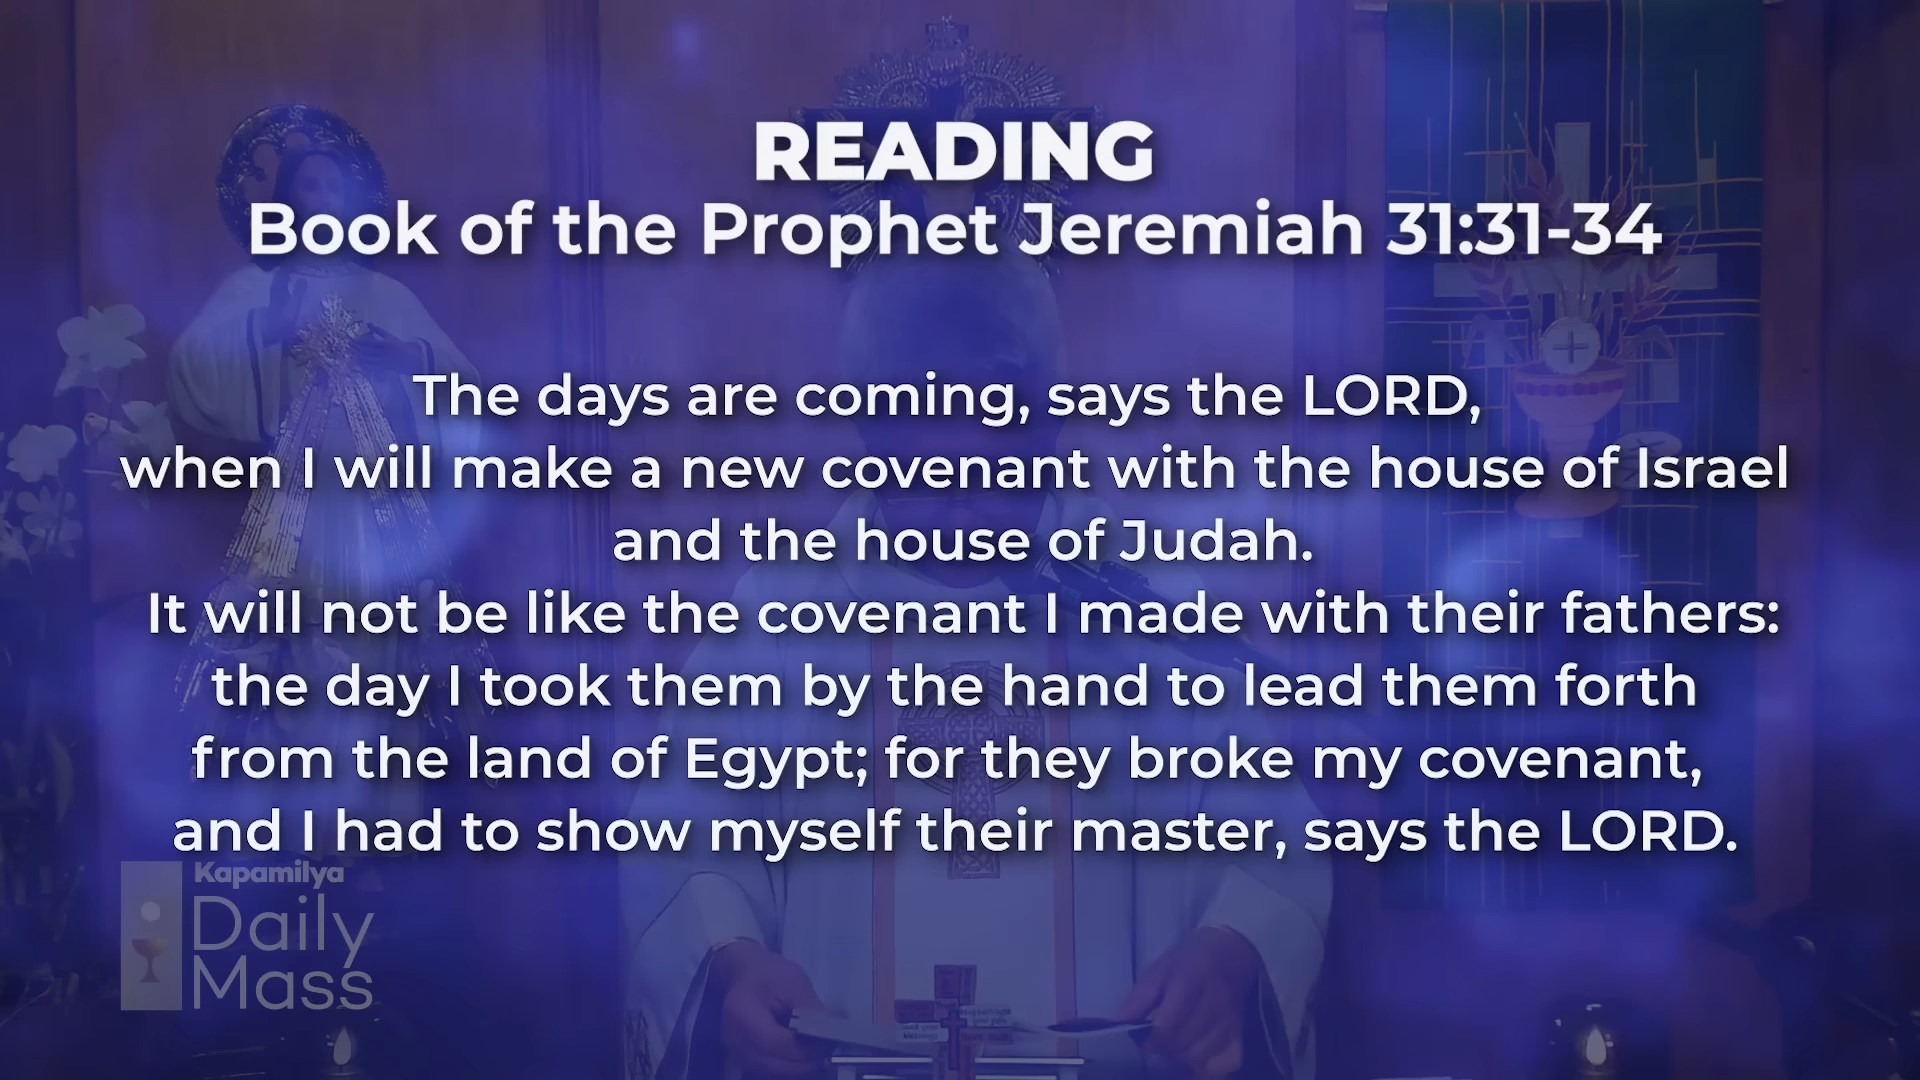 READING
Book of the Prophet Jeremiah 31:31-34
The days are coming, says the LORD,
when I will make a new covenant with the house of Israel
and the house of Judah.
It will not be like the covenant I made with their fathers:
the day I took them by the hand to lead them forth
from the land of Egypt; for they broke my covenant,
and I had to show myself their master, says the LORD.
Kapamilya
Daily
Mass